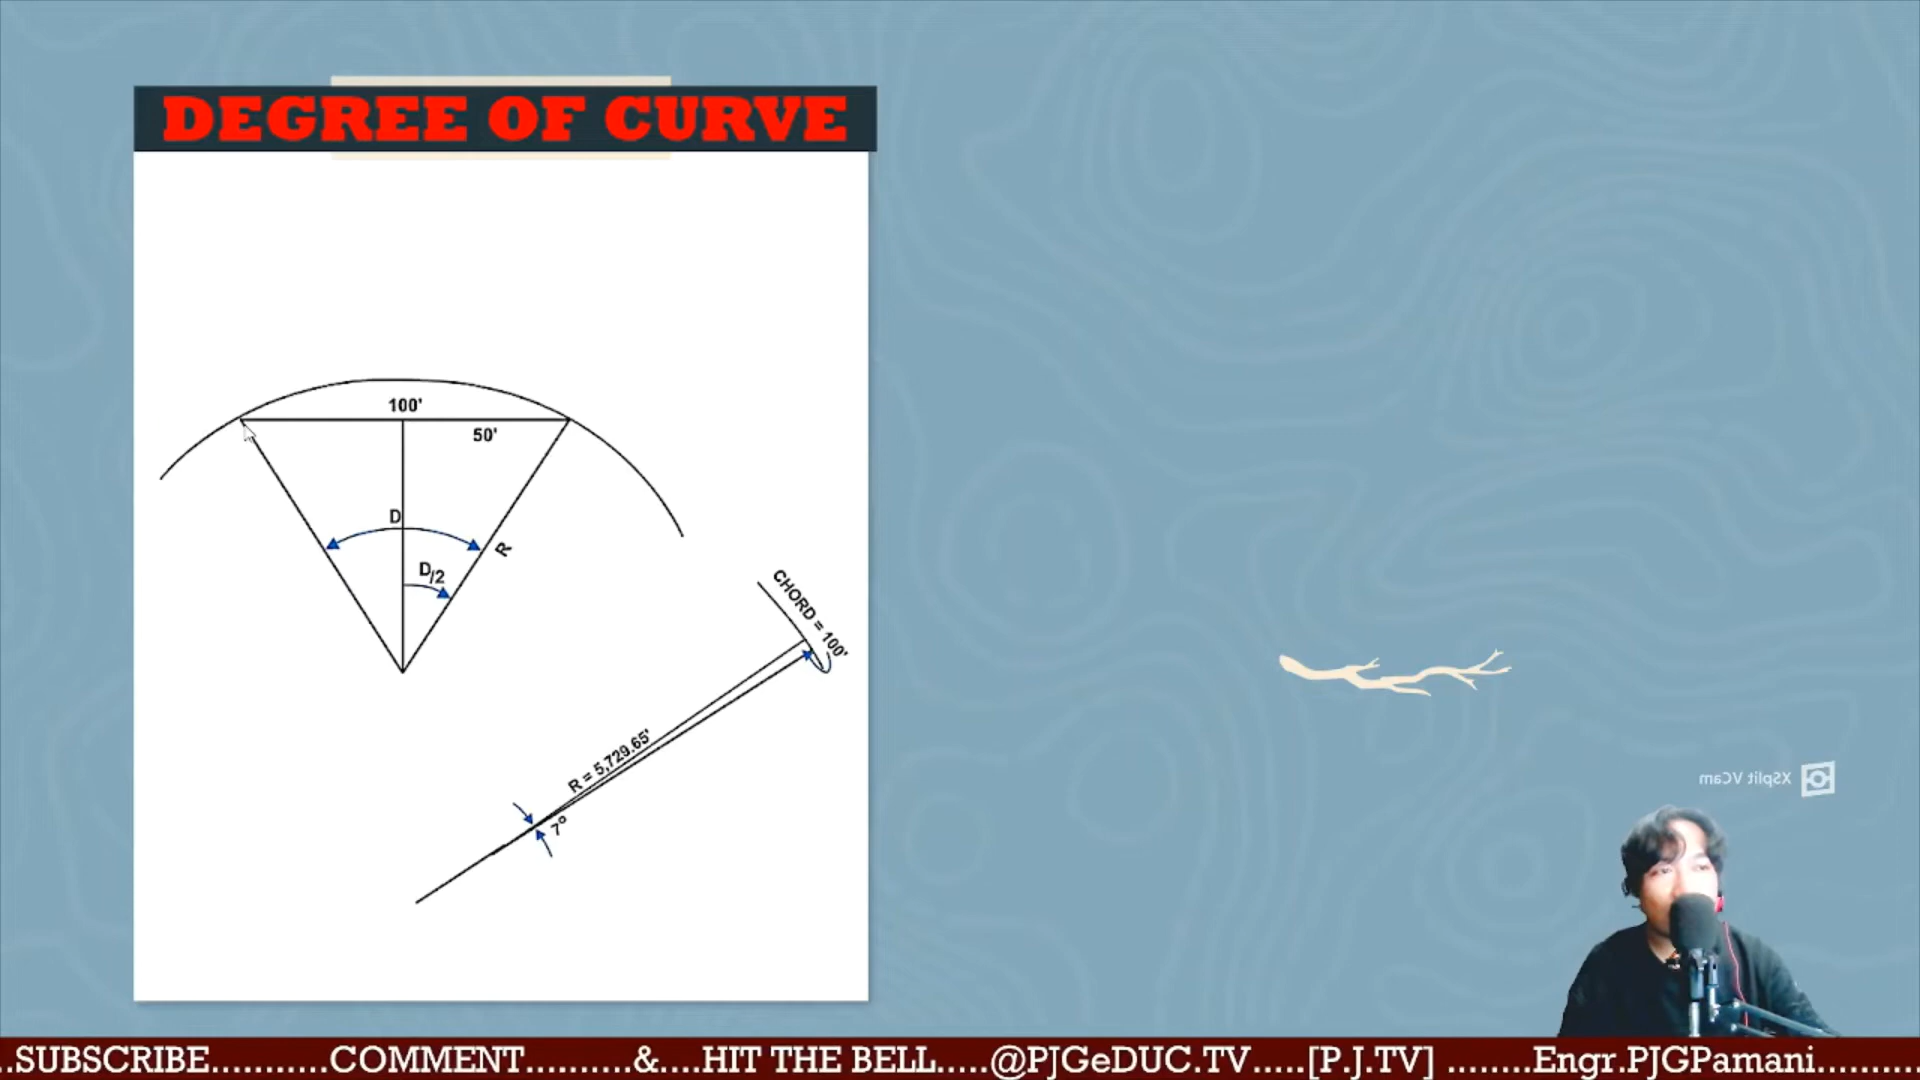 DEGREE OF CURVE
100'
50'
D
R
D/2
CHORD = 100'
R = 5,729.65'
7°
XSplit VCam
..SUBSCRIBE...........COMMENT..........&....HIT THE BELL.....@PJGeDUC.TV.....[P.J.TV] ........Engr.PJGPamani..........